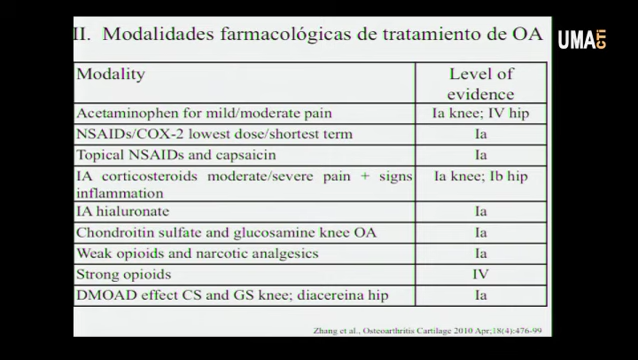 II. Modalidades farmacológicas de tratamiento de OA
UMA CTI
Modality
Level of evidence
Acetaminophen for mild/moderate pain
Ia knee; IV hip
NSAIDs/COX-2 lowest dose/shortest term
Ia
Topical NSAIDs and capsaicin
Ia
IA corticosteroids moderate/severe pain + signs
inflammation
Ia knee; Ib hip
IA hialuronate
Ia
Chondroitin sulfate and glucosamine knee OA
Ia
Weak opioids and narcotic analgesics
Ia
Strong opioids
IV
DMOAD effect CS and GS knee; diacereina hip
Ia
Zhang et al., Osteoarthritis Cartilage 2010 Apr;18(4):476-99